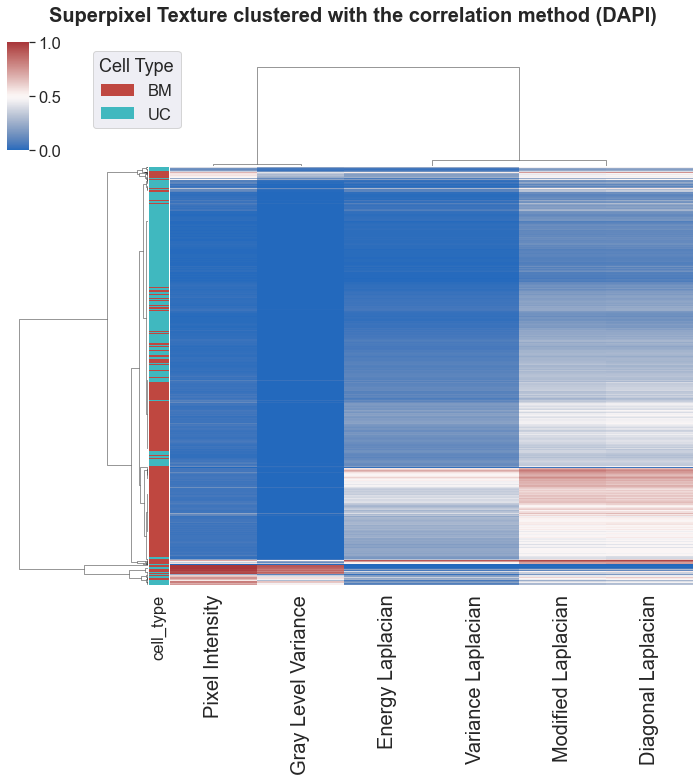 Superpixel Texture clustered with the correlation method (DAPI)
1.0
0.5
0.0
Cell Type
BM
UC
cell_type
Pixel Intensity
Gray Level Variance
Energy Laplacian
Variance Laplacian
Modified Laplacian
Diagonal Laplacian